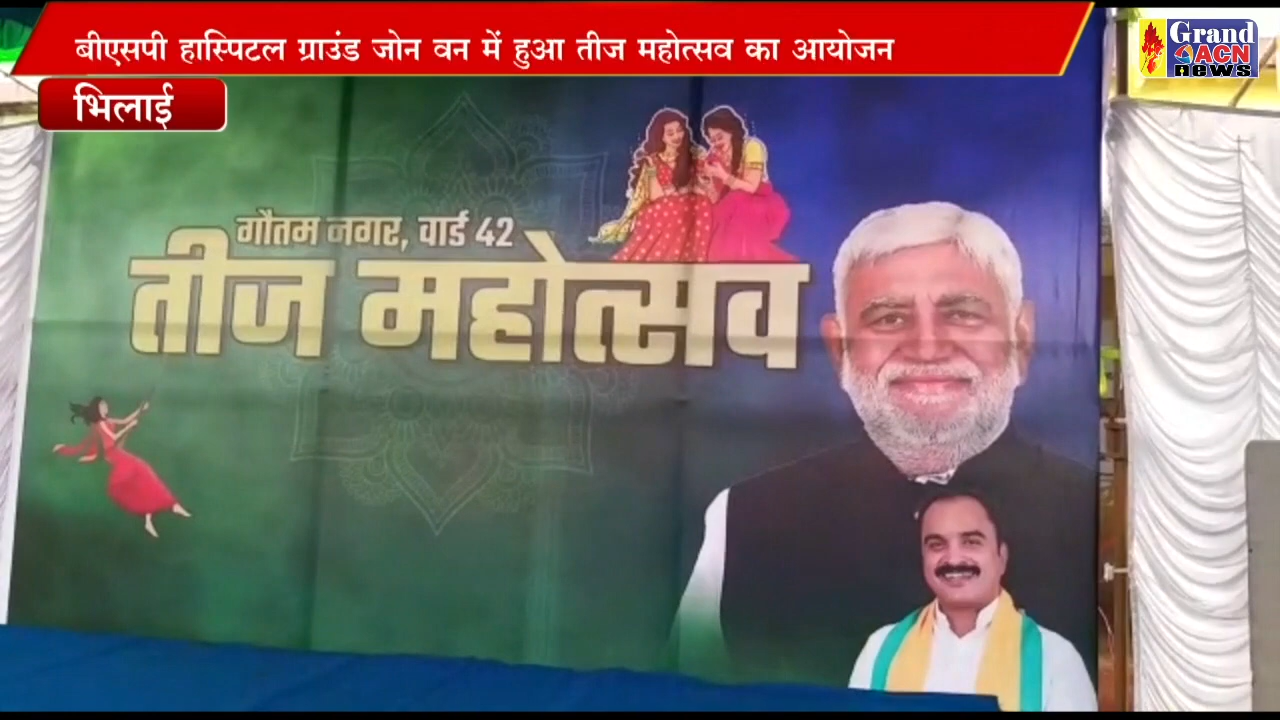 बीएसपी हास्पिटल ग्राउंड जोन वन में हुआ तीज महोत्सव का आयोजन
Grand
ACN
news
भिलाई
गौतम नगर, वार्ड 42
तीज महोत्सव